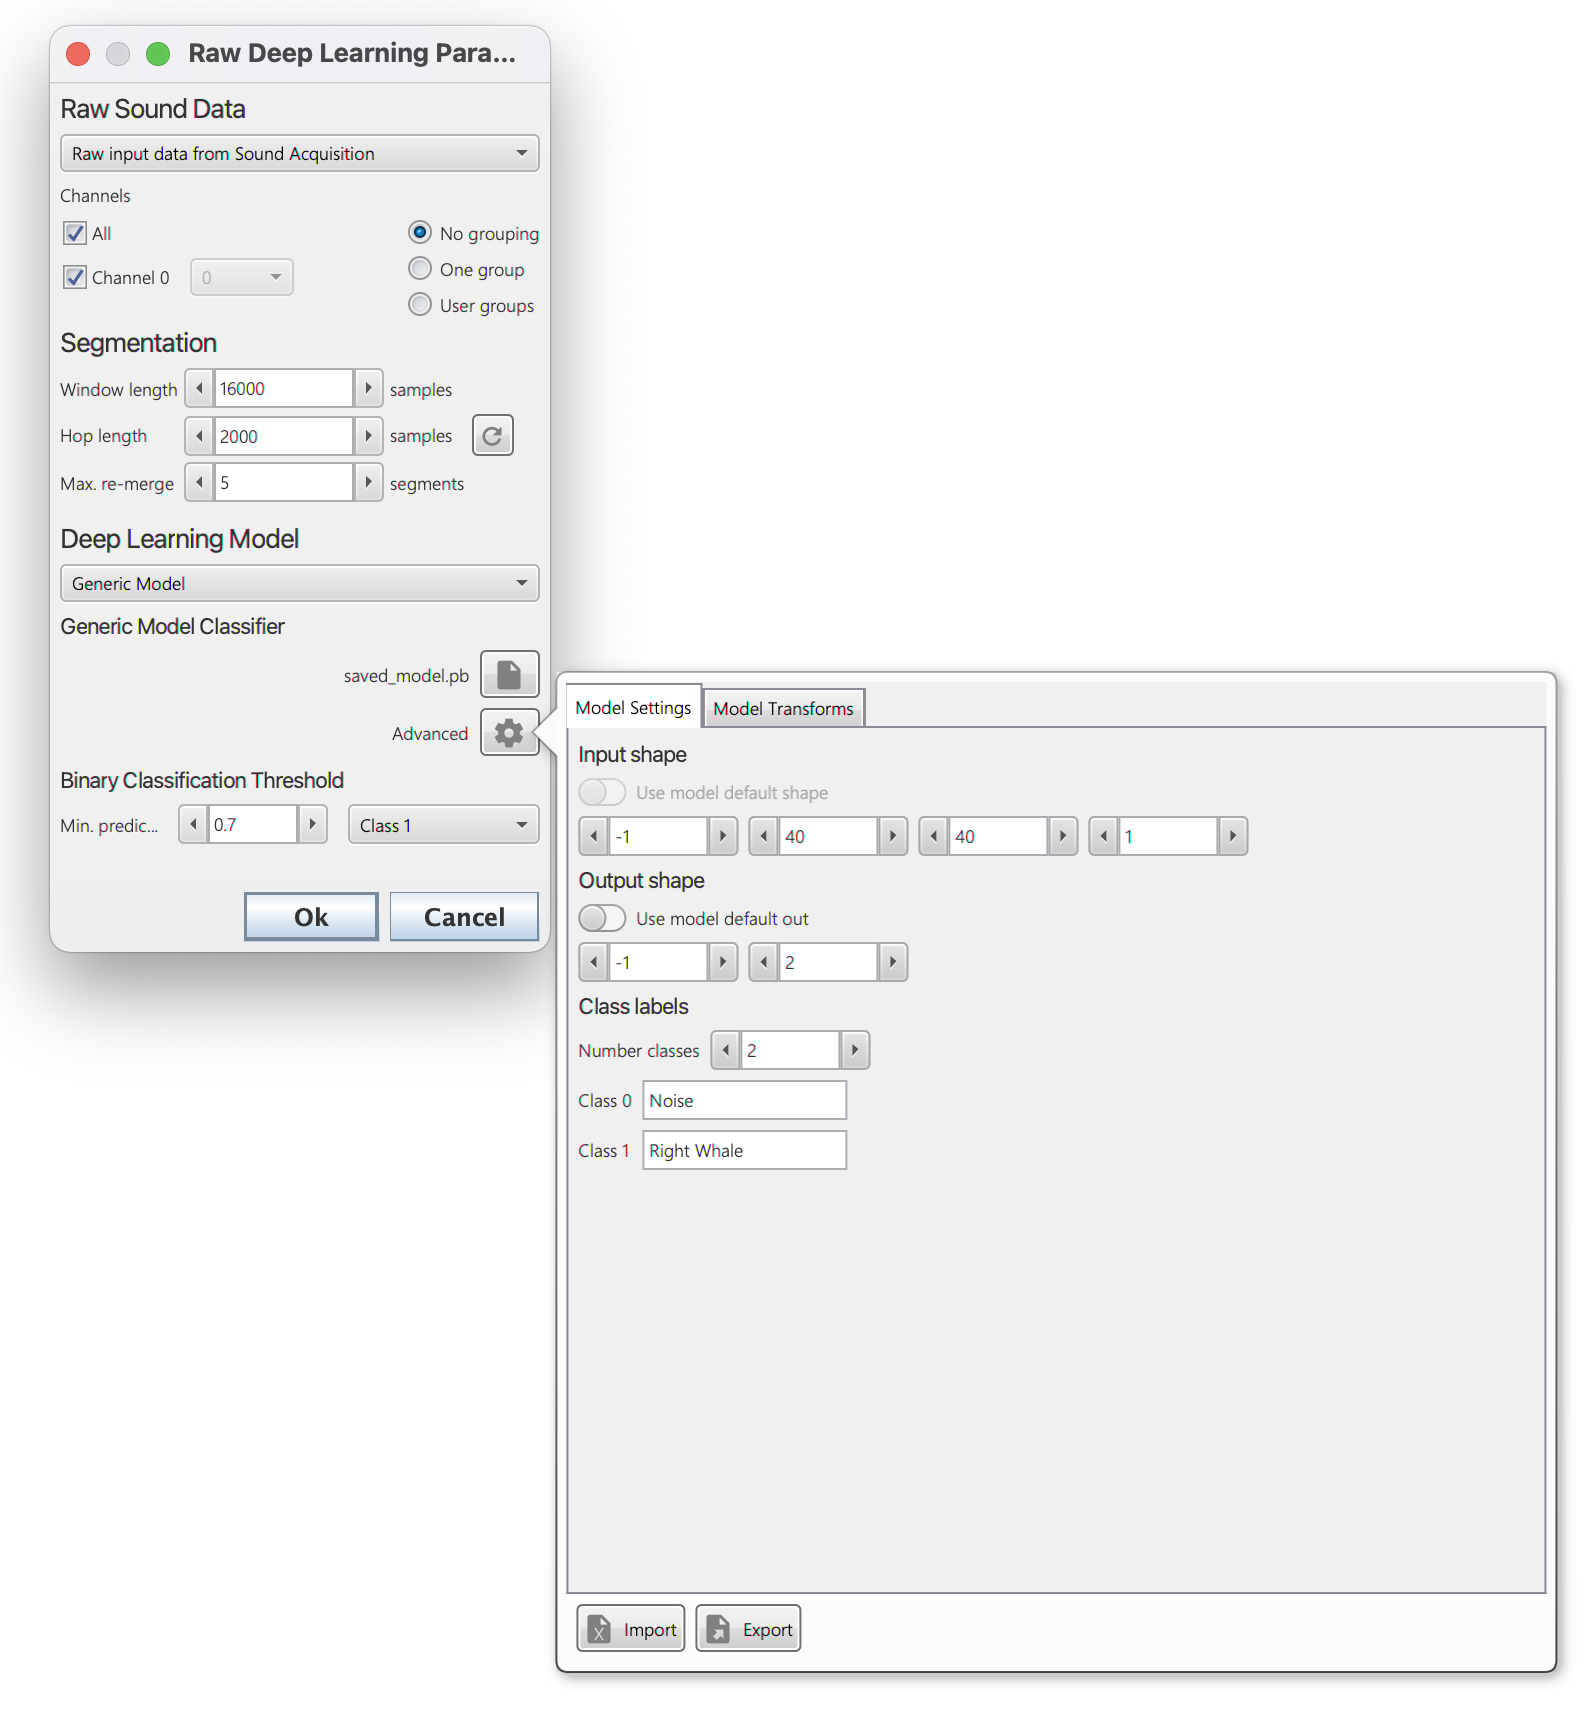 Raw Deep Learning Para...
Raw Sound Data
Raw input data from Sound Acquisition
Channels
All
No grouping
Channel 0
0
One group
User groups
Segmentation
Window length 16000 samples
Hop length 2000 samples
Max. re-merge 5 segments
Deep Learning Model
Generic Model
Generic Model Classifier
saved_model.pb
Advanced
Binary Classification Threshold
Min. predic... 0.7 Class 1
Ok Cancel
Model Settings Model Transforms
Input shape
Use model default shape
-1 40 40 1
Output shape
Use model default out
-1 2
Class labels
Number classes 2
Class 0 Noise
Class 1 Right Whale
X Import Export